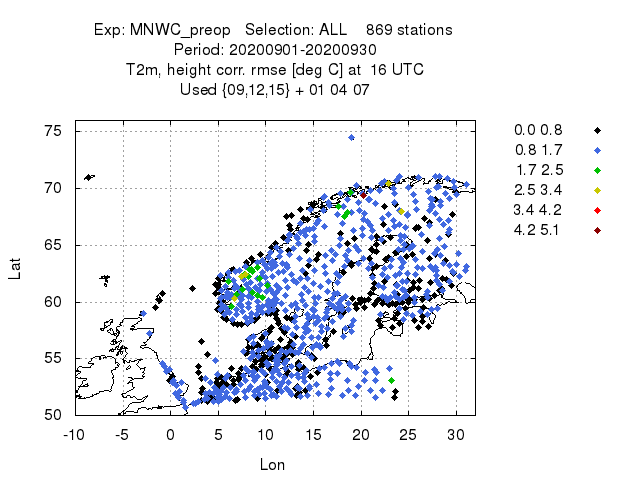 Exp: MNWC_preop   Selection: ALL    869 stations
Period: 20200901-20200930
T2m, height corr. rmse [deg C] at  16 UTC
Used {09,12,15} + 01 04 07
0.0 0.8
0.8 1.7
1.7 2.5
2.5 3.4
3.4 4.2
4.2 5.1
75
70
65
60
55
50
Lat
-10 -5 0 5 10 15 20 25 30
Lon